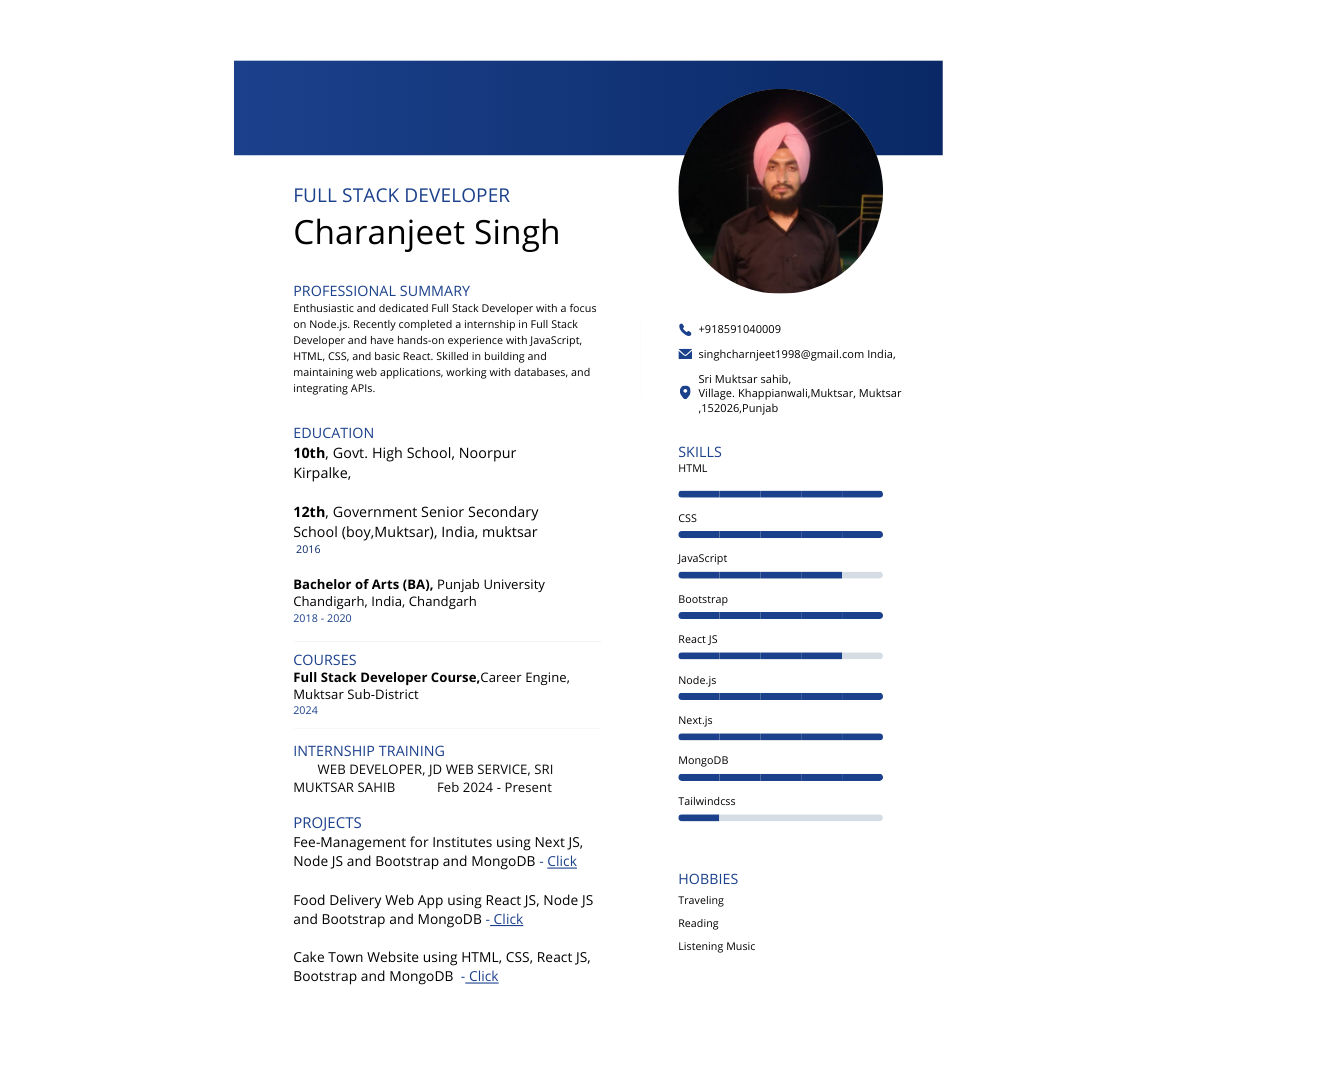 FULL STACK DEVELOPER
Charanjeet Singh
PROFESSIONAL SUMMARY
Enthusiastic and dedicated Full Stack Developer with a focus
on Node.js. Recently completed a internship in Full Stack
Developer and have hands-on experience with JavaScript,
HTML, CSS, and basic React. Skilled in building and
maintaining web applications, working with databases, and
integrating APIs.
EDUCATION
10th, Govt. High School, Noorpur
Kirpalke,
12th, Government Senior Secondary
School (boy,Muktsar), India, muktsar
2016
Bachelor of Arts (BA), Punjab University
Chandigarh, India, Chandgarh
2018 - 2020
COURSES
Full Stack Developer Course,Career Engine,
Muktsar Sub-District
2024
INTERNSHIP TRAINING
WEB DEVELOPER, JD WEB SERVICE, SRI
MUKTSAR SAHIB Feb 2024 - Present
PROJECTS
Fee-Management for Institutes using Next JS,
Node JS and Bootstrap and MongoDB - Click
Food Delivery Web App using React JS, Node JS
and Bootstrap and MongoDB - Click
Cake Town Website using HTML, CSS, React JS,
Bootstrap and MongoDB - Click
+918591040009
singhcharnjeet1998@gmail.com India,
Sri Muktsar sahib,
Village. Khappianwali,Muktsar, Muktsar
,152026,Punjab
SKILLS
HTML
CSS
JavaScript
Bootstrap
React JS
Node.js
Next.js
MongoDB
Tailwindcss
HOBBIES
Traveling
Reading
Listening Music